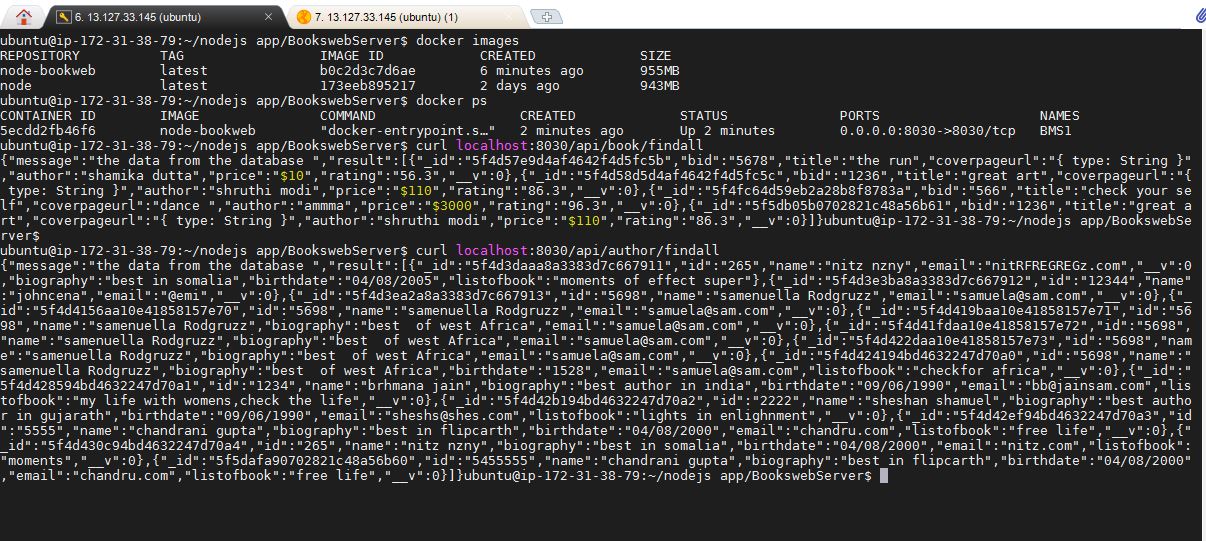 6. 13.127.33.145 (ubuntu)
7. 13.127.33.145 (ubuntu) (1)
ubuntu@ip-172-31-38-79:~/nodejs app/BookswebServer$ docker images
REPOSITORY TAG IMAGE ID CREATED SIZE
node-bookweb latest b0c2d3c7d6ae 6 minutes ago 955MB
node latest 173eeb895217 2 days ago 943MB
ubuntu@ip-172-31-38-79:~/nodejs app/BookswebServer$ docker ps
CONTAINER ID IMAGE COMMAND CREATED STATUS PORTS NAMES
5ecdd2fb46f6 node-bookweb "docker-entrypoint.s…" 2 minutes ago Up 2 minutes 0.0.0.0:8030->8030/tcp BMS1
ubuntu@ip-172-31-38-79:~/nodejs app/BookswebServer$ curl localhost:8030/api/book/findall
{"message":"the data from the database ","result":[{"_id":"5f4d57e9d4af4642f4d5fc5b","bid":"5678","title":"the run","coverpageurl":"{ type: String }"
,"author":"shamika dutta","price":"$10","rating":"56.3","__v":0},{"_id":"5f4d58d5d4af4642f4d5fc5c","bid":"1236","title":"great art","coverpageurl":"{
 type: String }","author":"shruthi modi","price":"$110","rating":"86.3","__v":0},{"_id":"5f4fc64d59eb2a28b8f8783a","bid":"566","title":"check your se
lf","coverpageurl":"dance ","author":"ammma","price":"$3000","rating":"96.3","__v":0},{"_id":"5f5db05b0702821c48a56b61","bid":"1236","title":"great a
rt","coverpageurl":"{ type: String }","author":"shruthi modi","price":"$110","rating":"86.3","__v":0}]}ubuntu@ip-172-31-38-79:~/nodejs app/BookswebSe
rver$
ubuntu@ip-172-31-38-79:~/nodejs app/BookswebServer$ curl localhost:8030/api/author/findall
{"message":"the data from the database ","result":[{"_id":"5f4d3daaa8a3383d7c667911","id":"265","name":"nitz nzny","email":"nitRFREGREGz.com","__v":0
,"biography":"best in somalia","birthdate":"04/08/2005","listofbook":"moments of effect super"},{"_id":"5f4d3e3ba8a3383d7c667912","id":"12344","name"
:"johncena","email":"@emi","__v":0},{"_id":"5f4d3ea2a8a3383d7c667913","id":"5698","name":"samenuella Rodgruzz","email":"samuela@sam.com","__v":0},{"_
id":"5f4d4156aa10e41858157e70","id":"5698","name":"samenuella Rodgruzz","email":"samuela@sam.com","__v":0},{"_id":"5f4d419baa10e41858157e71","id":"56
98","name":"samenuella Rodgruzz","biography":"best  of west Africa","email":"samuela@sam.com","__v":0},{"_id":"5f4d41fdaa10e41858157e72","id":"5698",
"name":"samenuella Rodgruzz","biography":"best  of west Africa","email":"samuela@sam.com","__v":0},{"_id":"5f4d422daa10e41858157e73","id":"5698","nam
e":"samenuella Rodgruzz","biography":"best  of west Africa","email":"samuela@sam.com","__v":0},{"_id":"5f4d424194bd4632247d70a0","id":"5698","name":"
samenuella Rodgruzz","biography":"best  of west Africa","birthdate":"1528","email":"samuela@sam.com","listofbook":"checkfor africa","__v":0},{"_id":"
5f4d428594bd4632247d70a1","id":"1234","name":"brhmana jain","biography":"best author in india","birthdate":"09/06/1990","email":"bb@jainsam.com","lis
tofbook":"my life with womens,check the life","__v":0},{"_id":"5f4d42b194bd4632247d70a2","id":"2222","name":"sheshan shamuel","biography":"best autho
r in gujarath","birthdate":"09/06/1990","email":"sheshs@shes.com","listofbook":"lights in enlighnment","__v":0},{"_id":"5f4d42ef94bd4632247d70a3","id
":"5555","name":"chandrani gupta","biography":"best in flipcarth","birthdate":"04/08/2000","email":"chandru.com","listofbook":"free life","__v":0},{"
_id":"5f4d430c94bd4632247d70a4","id":"265","name":"nitz nzny","biography":"best in somalia","birthdate":"04/08/2000","email":"nitz.com","listofbook":
"moments","__v":0},{"_id":"5f5dafa90702821c48a56b60","id":"5455555","name":"chandrani gupta","biography":"best in flipcarth","birthdate":"04/08/2000"
,"email":"chandru.com","listofbook":"free life","__v":0}]}ubuntu@ip-172-31-38-79:~/nodejs app/BookswebServer$